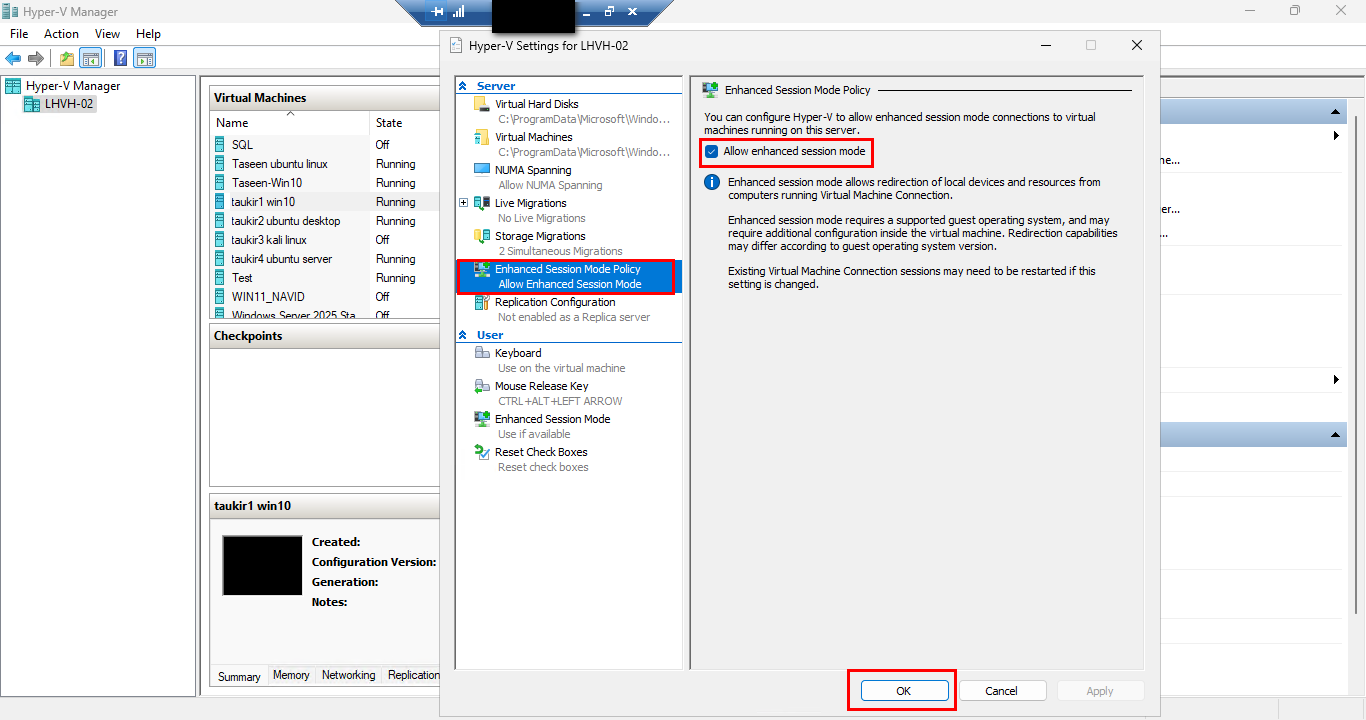 Hyper-V Manager
File Action View Help
Hyper-V Manager
LHVH-02
Virtual Machines
Name State
SQL Off
Taseen ubuntu linux Running
Taseen-Win10 Running
taukir1 win10 Running
taukir2 ubuntu desktop Running
taukir3 kali linux Off
taukir4 ubuntu server Running
Test Running
WIN11_NAVID Off
Windows Server 2025 Sta... Off
Checkpoints
taukir1 win10
Created:
Configuration Version:
Generation:
Notes:
Summary Memory Networking Replication
Hyper-V Settings for LHVH-02
Server
Virtual Hard Disks
C:\ProgramData\Microsoft\Windo...
Virtual Machines
C:\ProgramData\Microsoft\Windo...
NUMA Spanning
Allow NUMA Spanning
Live Migrations
No Live Migrations
Storage Migrations
2 Simultaneous Migrations
Enhanced Session Mode Policy
Allow Enhanced Session Mode
Replication Configuration
Not enabled as a Replica server
User
Keyboard
Use on the virtual machine
Mouse Release Key
CTRL+ALT+LEFT ARROW
Enhanced Session Mode
Use if available
Reset Check Boxes
Reset check boxes
Enhanced Session Mode Policy
You can configure Hyper-V to allow enhanced session mode connections to virtual
machines running on this server.
Allow enhanced session mode
Enhanced session mode allows redirection of local devices and resources from
computers running Virtual Machine Connection.
Enhanced session mode requires a supported guest operating system, and may
require additional configuration inside the virtual machine. Redirection capabilities
may differ according to guest operating system version.
Existing Virtual Machine Connection sessions may need to be restarted if this
setting is changed.
OK Cancel Apply
ne...
ger...
...